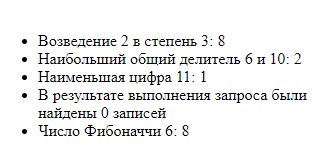 • Возведение 2 в степень 3: 8
• Наибольший общий делитель 6 и 10: 2
• Наименьшая цифра 11: 1
• В результате выполнения запроса были
найдены 0 записей
• Число Фибоначчи 6: 8